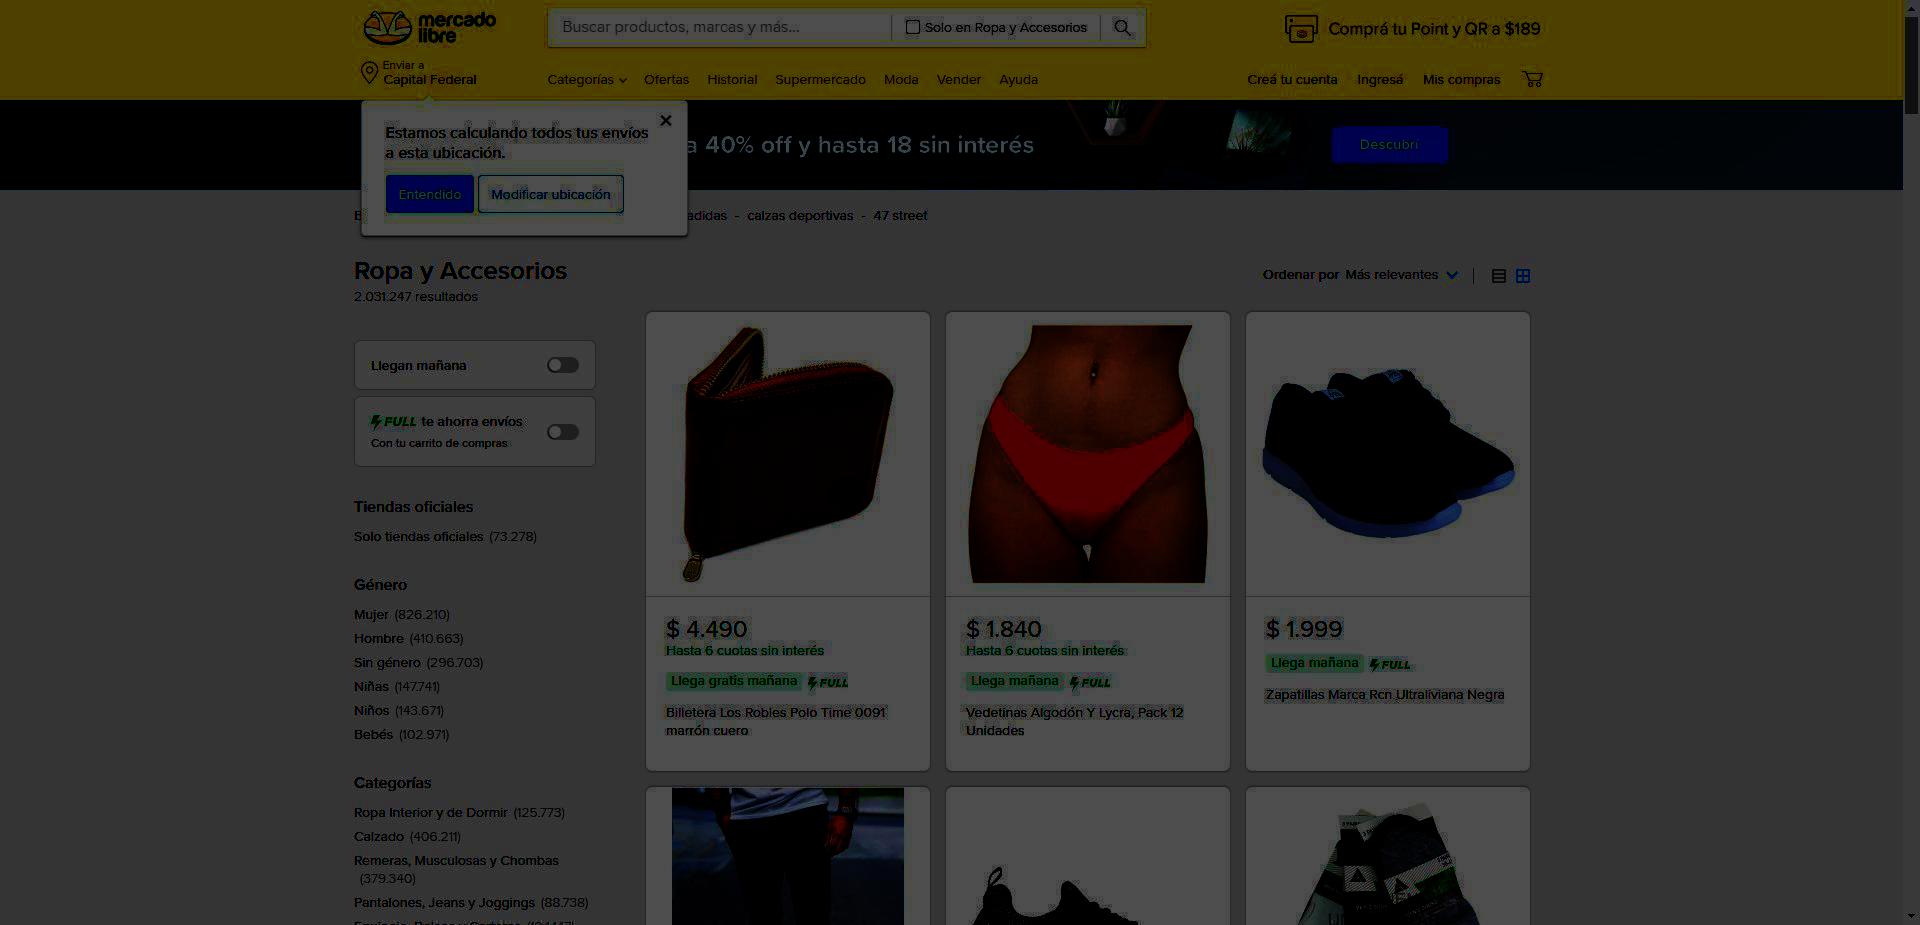 mercado
libre
Buscar productos, marcas y más...
Solo en Ropa y Accesorios
Comprá tu Point y QR a $189
Enviar a
Capital Federal
Categorías
Ofertas
Historial
Supermercado
Moda
Vender
Ayuda
Creá tu cuenta
Ingresá
Mis compras
Estamos calculando todos tus envíos
a esta ubicación.
Entendido
Modificar ubicación
a 40% off y hasta 18 sin interés
Descubrí
adidas - calzas deportivas - 47 street
Ropa y Accesorios
2.031.247 resultados
Ordenar por Más relevantes
Llegan mañana
FULL te ahorra envíos
Con tu carrito de compras
Tiendas oficiales
Solo tiendas oficiales (73.278)
Género
Mujer (826.210)
Hombre (410.663)
Sin género (296.703)
Niñas (147.741)
Niños (143.671)
Bebés (102.971)
Categorías
Ropa Interior y de Dormir (125.773)
Calzado (406.211)
Remeras, Musculosas y Chombas
(379.340)
Pantalones, Jeans y Joggings (88.738)
$ 4.490
Hasta 6 cuotas sin interés
Llega gratis mañana FULL
Billetera Los Robles Polo Time 0091
marrón cuero
$ 1.840
Hasta 6 cuotas sin interés
Llega mañana FULL
Vedetinas Algodón Y Lycra, Pack 12
Unidades
$ 1.999
Llega mañana FULL
Zapatillas Marca Rcn Ultraliviana Negra